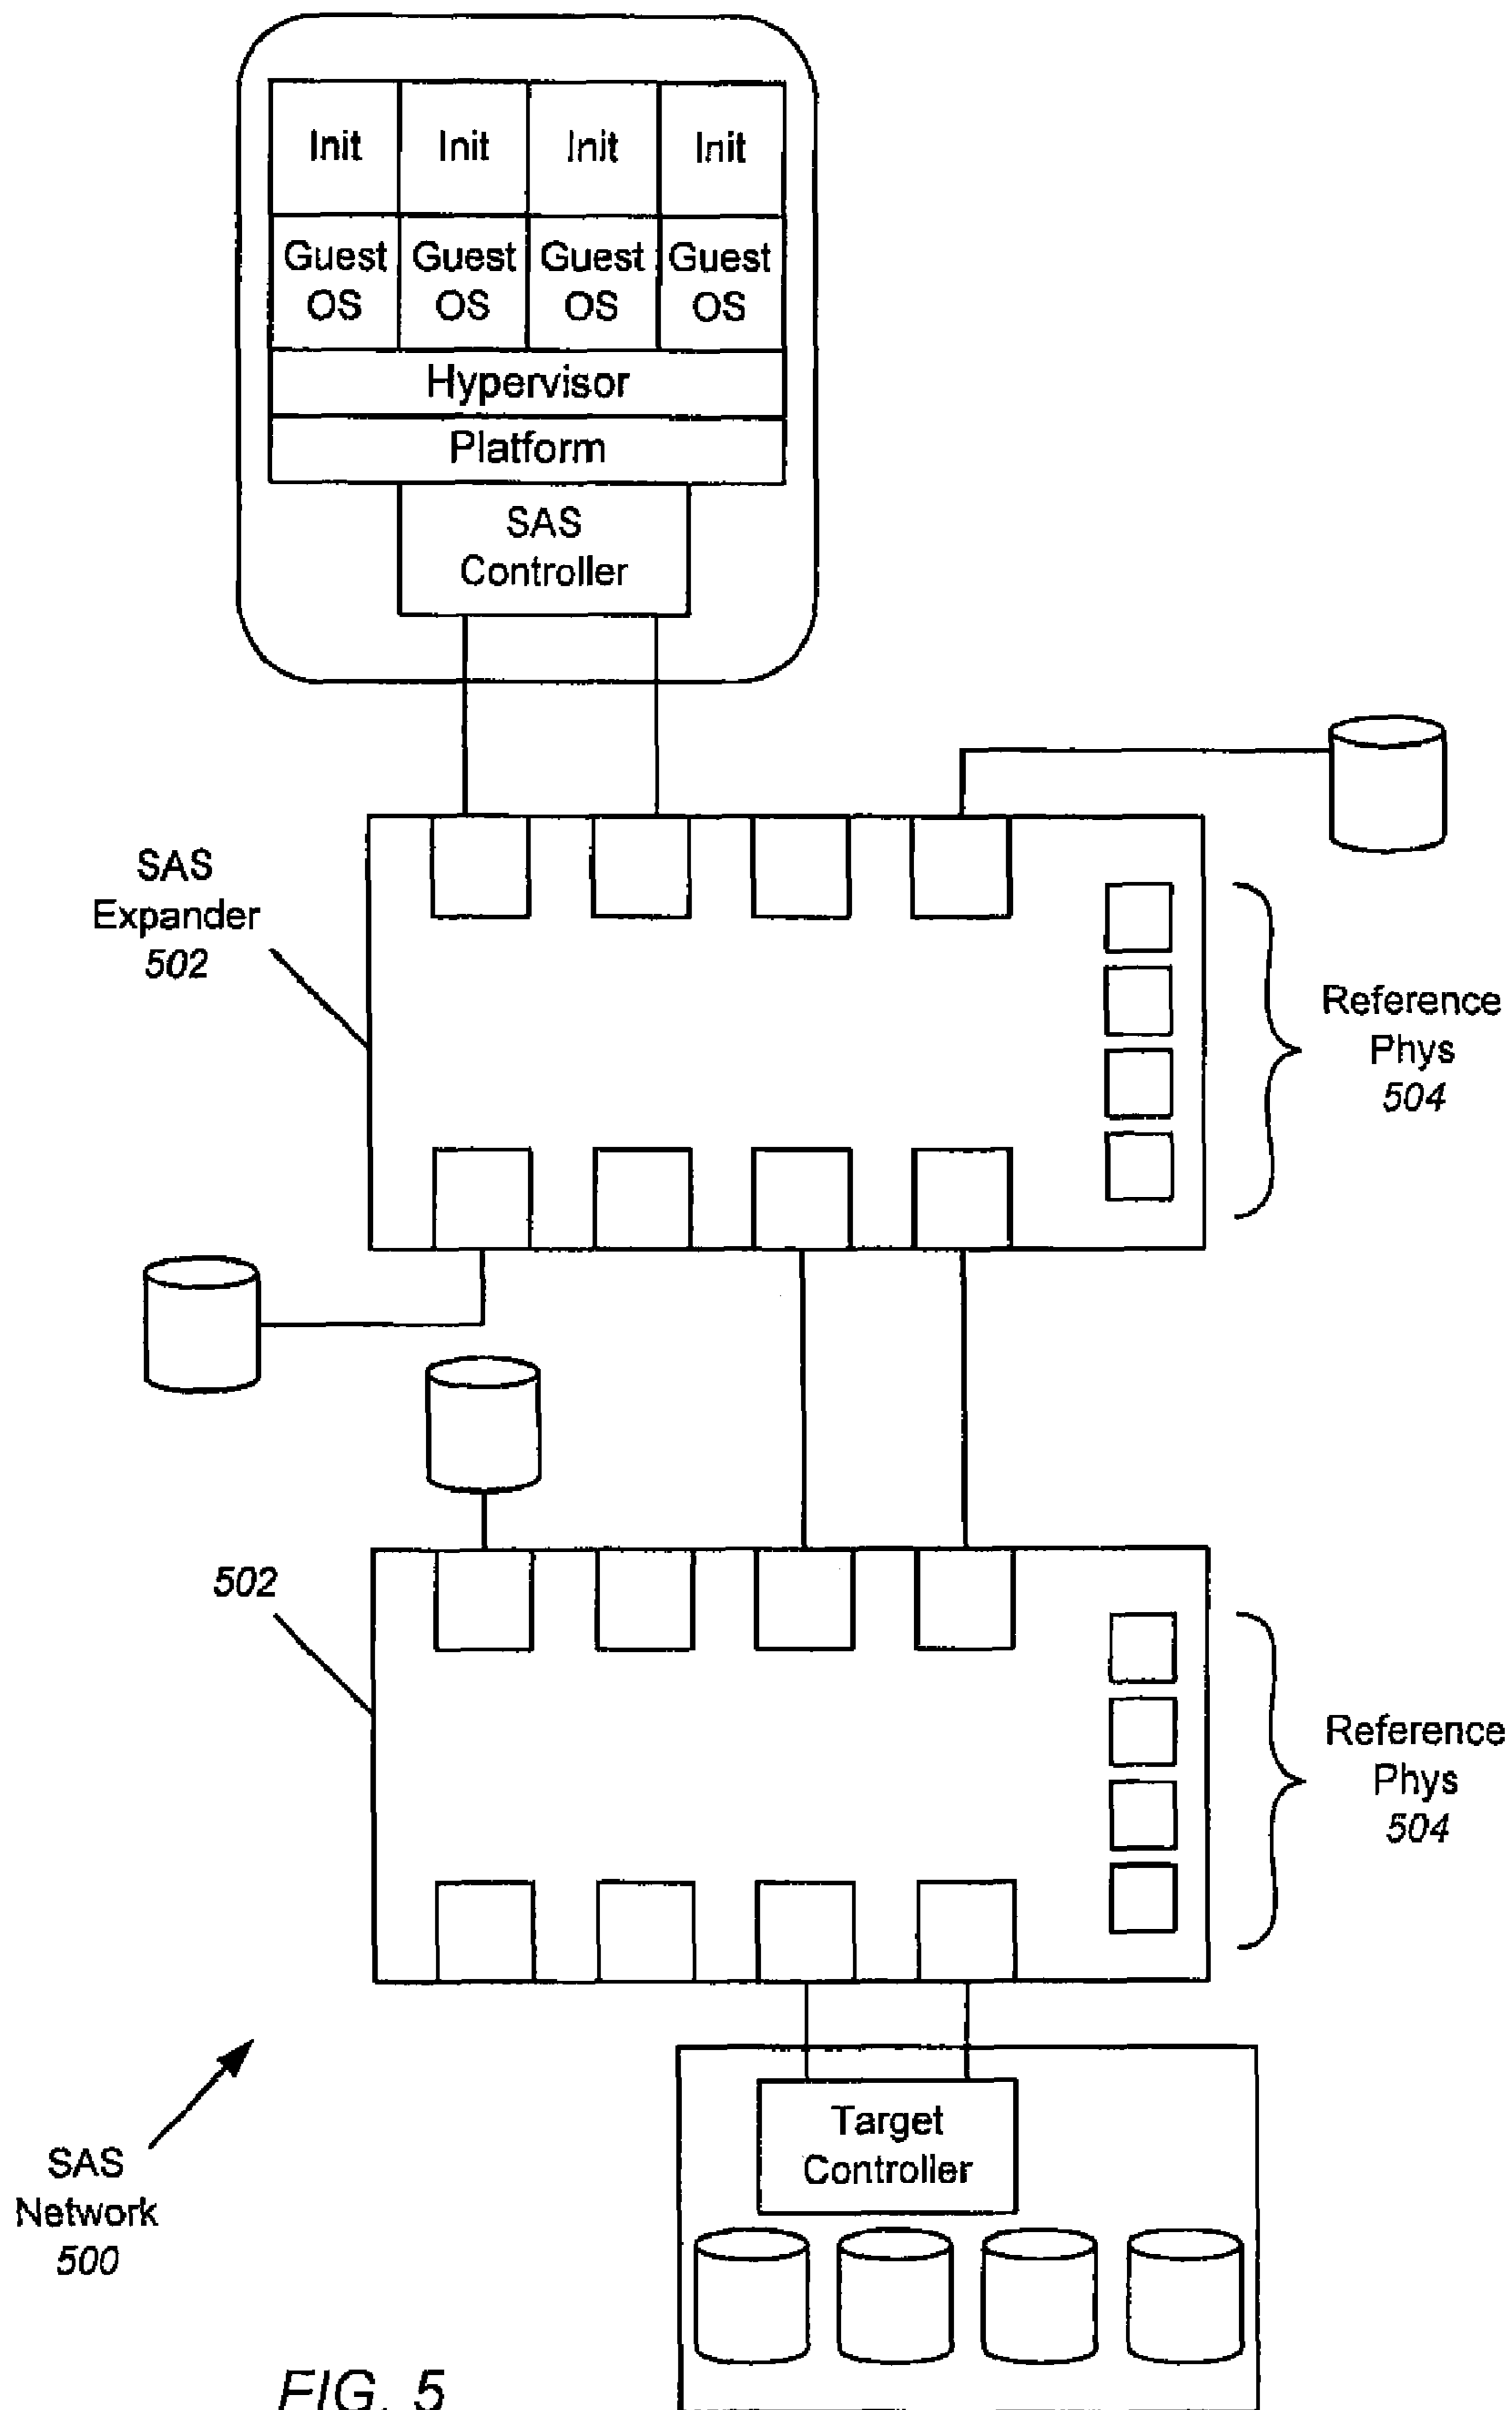 Init Init Init Init
Guest Guest Guest Guest
OS OS OS OS
Hypervisor
Platform
SAS
Controller
SAS
Expander
502
Reference
Phys
504
502
Reference
Phys
504
SAS
Network
500
Target
Controller
FIG. 5